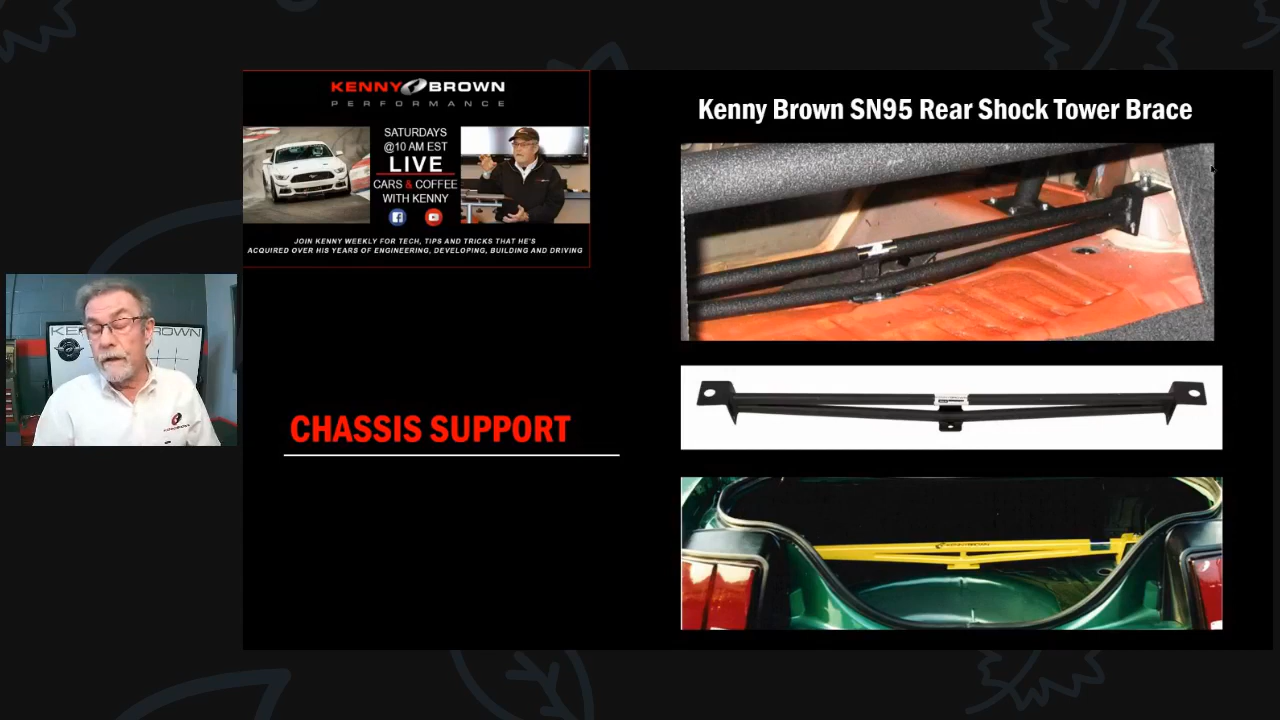 KENNY BROWN
PERFORMANCE
SATURDAYS
@10 AM EST
LIVE
CARS & COFFEE
WITH KENNY
JOIN KENNY WEEKLY FOR TECH, TIPS AND TRICKS THAT HE'S
ACQUIRED OVER HIS YEARS OF ENGINEERING, DEVELOPING, BUILDING AND DRIVING
Kenny Brown SN95 Rear Shock Tower Brace
CHASSIS SUPPORT